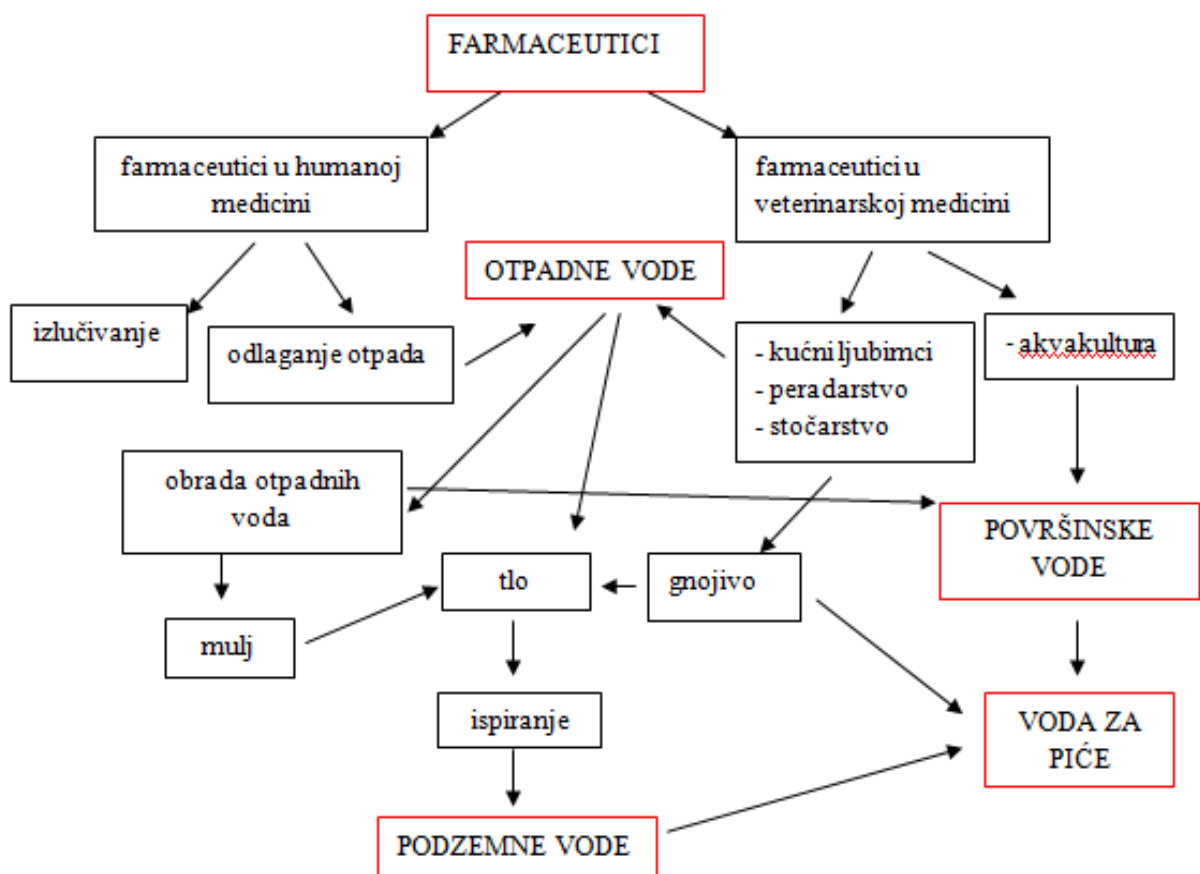 FARMACEUTICI
farmaceutici u humanoj
medicini
farmaceutici u
veterinarskoj medicini
OTPADNE VODE
izlučivanje
odlaganje otpada
- kućni ljubimci
- peradarstvo
- stočarstvo
- akvakultura
obrada otpadnih
voda
POVRŠINSKE
VODE
tlo
gnojivo
mulj
ispiranje
VODA ZA
PIĆE
PODZEMNE VODE